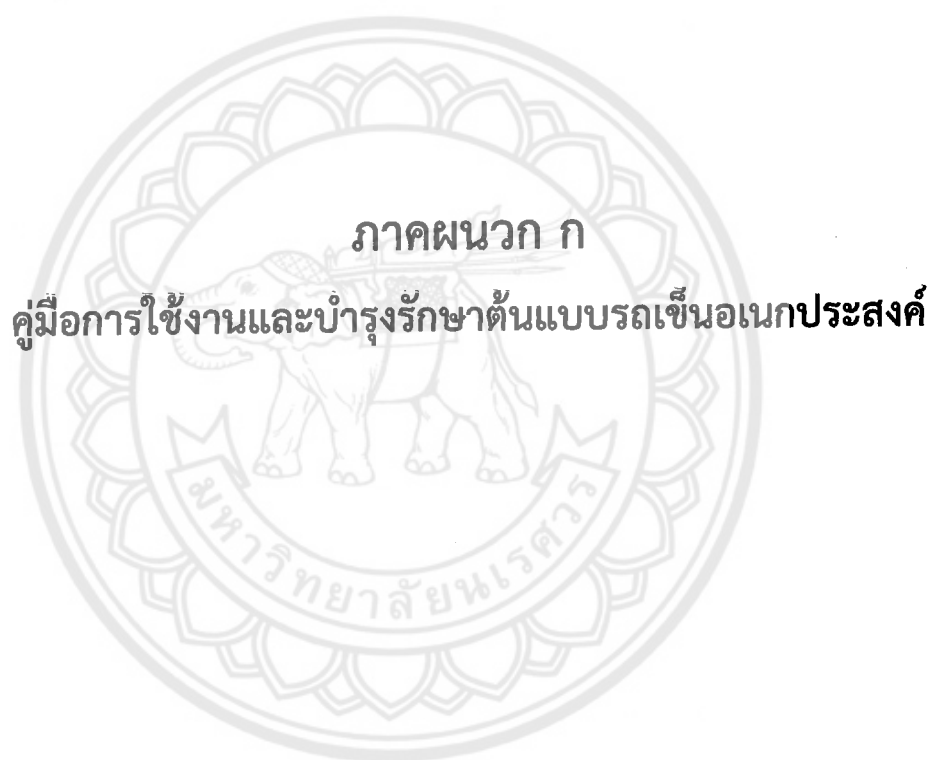 ภาคผนวก ก
คู่มือการใช้งานและบำรุงรักษาต้นแบบรถเข็นอเนกประสงค์
มหาวิทยาลัยนเรศวร